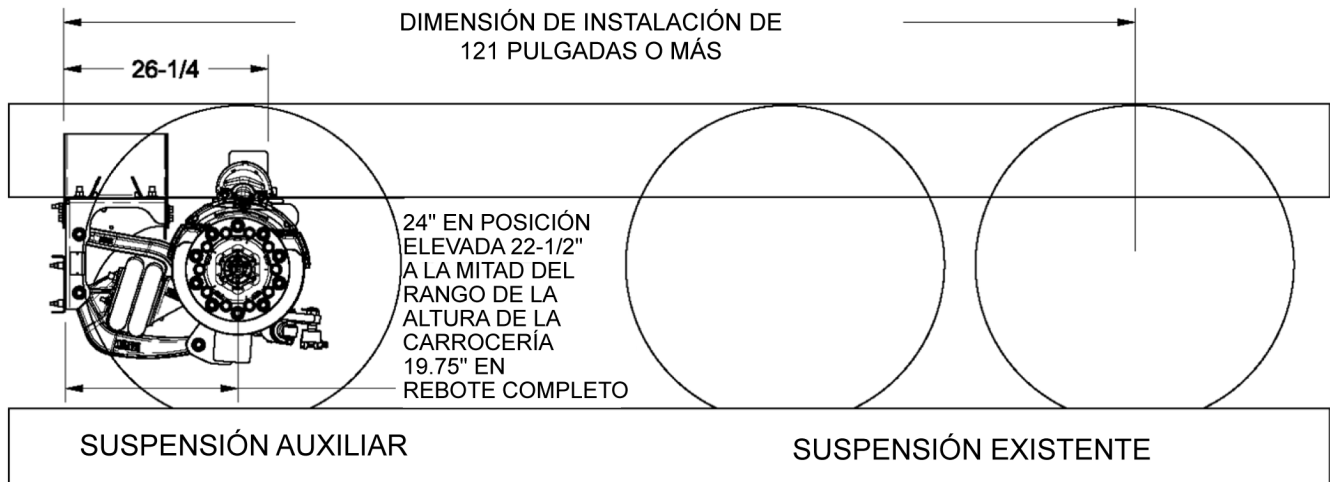 DIMENSIÓN DE INSTALACIÓN DE
121 PULGADAS O MÁS
26-1/4
24" EN POSICIÓN
ELEVADA 22-1/2"
A LA MITAD DEL
RANGO DE LA
ALTURA DE LA
CARROCERÍA
19.75" EN
REBOTE COMPLETO
SUSPENSIÓN AUXILIAR
SUSPENSIÓN EXISTENTE